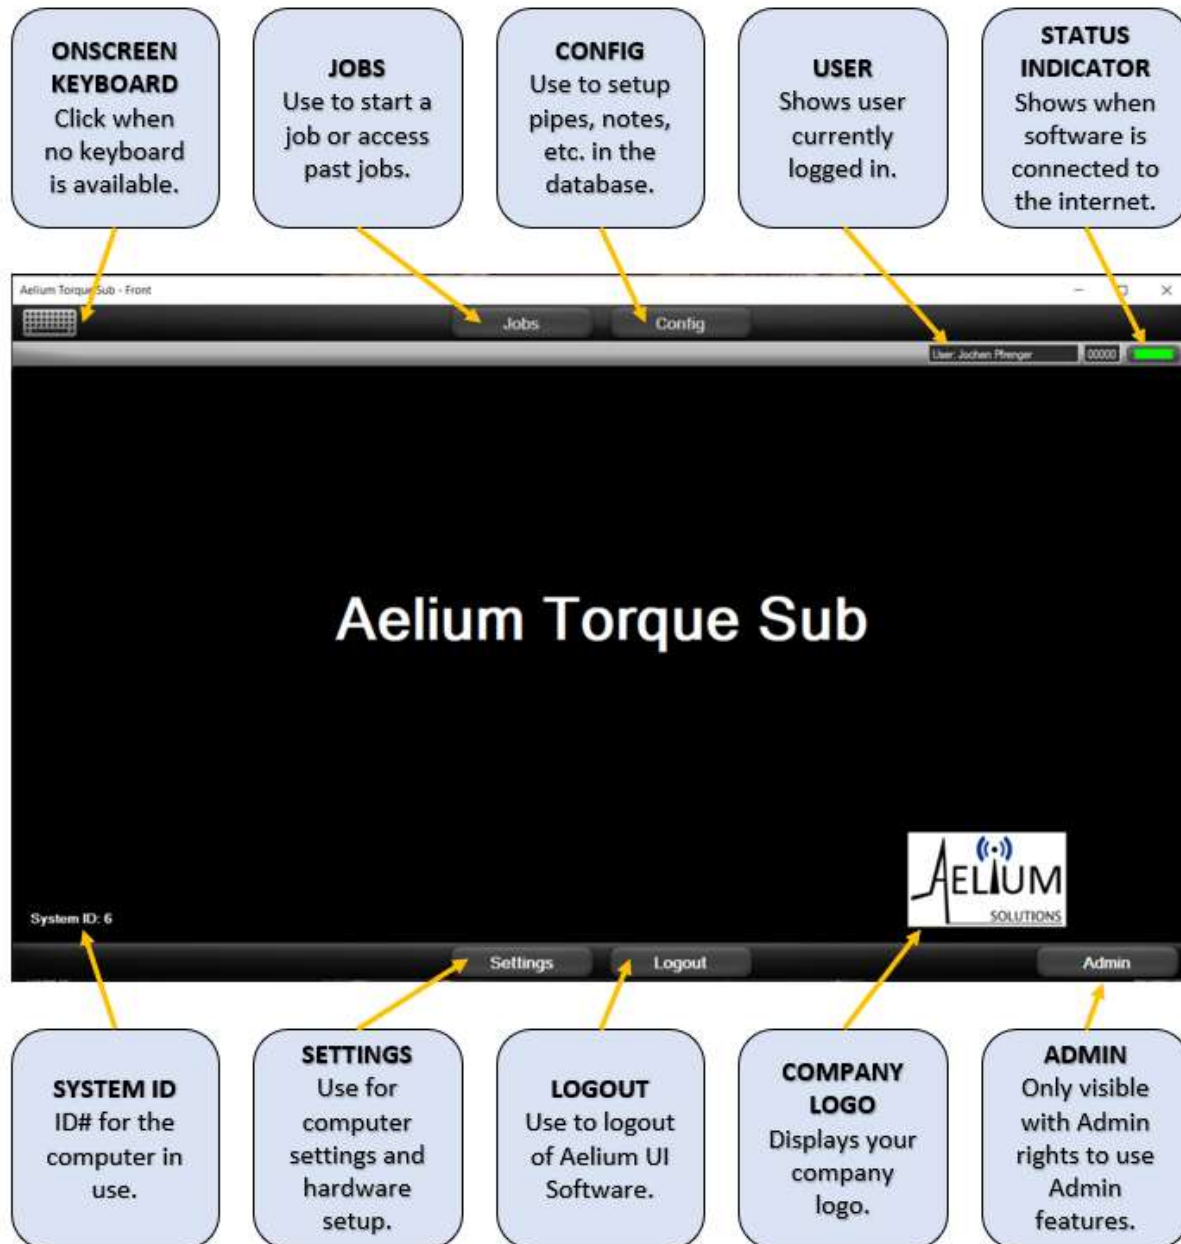 ONSCREEN
KEYBOARD
Click when
no keyboard
is available.
JOBS
Use to start a
job or access
past jobs.
CONFIG
Use to setup
pipes, notes,
etc. in the
database.
USER
Shows user
currently
logged in.
STATUS
INDICATOR
Shows when
software is
connected to
the internet.
Aelium Torque Sub - Front
Jobs
Config
User: Jochen Pfrenger
00000
Aelium Torque Sub
AELIUM
SOLUTIONS
System ID: 6
Settings
Logout
Admin
SYSTEM ID
ID# for the
computer in
use.
SETTINGS
Use for
computer
settings and
hardware
setup.
LOGOUT
Use to logout
of Aelium UI
Software.
COMPANY
LOGO
Displays your
company
logo.
ADMIN
Only visible
with Admin
rights to use
Admin
features.